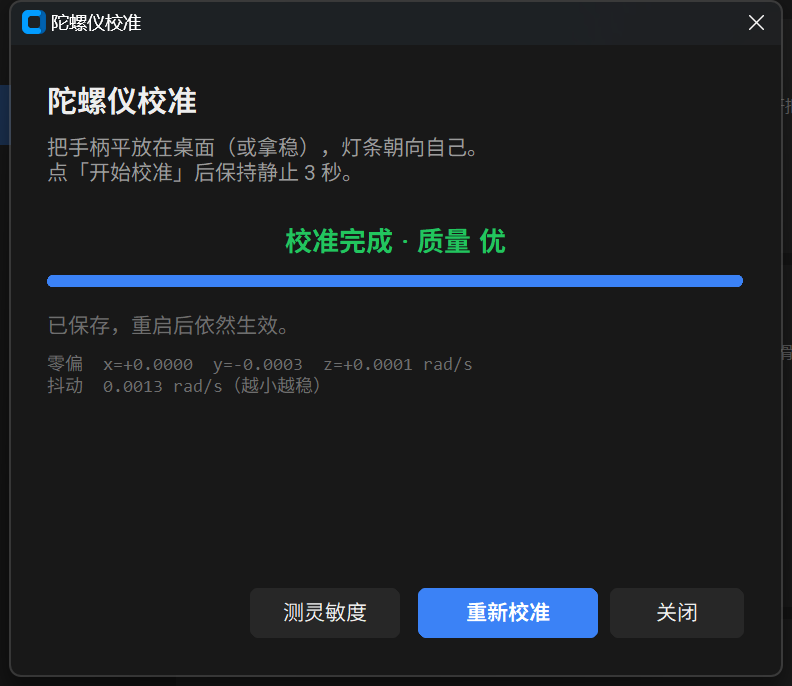 陀螺仪校准
陀螺仪校准
把手柄平放在桌面（或拿稳），灯条朝向自己。
点「开始校准」后保持静止 3 秒。
校准完成 · 质量 优
已保存，重启后依然生效。
零偏  x=+0.0000  y=-0.0003  z=+0.0001 rad/s
抖动  0.0013 rad/s（越小越稳）
测灵敏度
重新校准
关闭